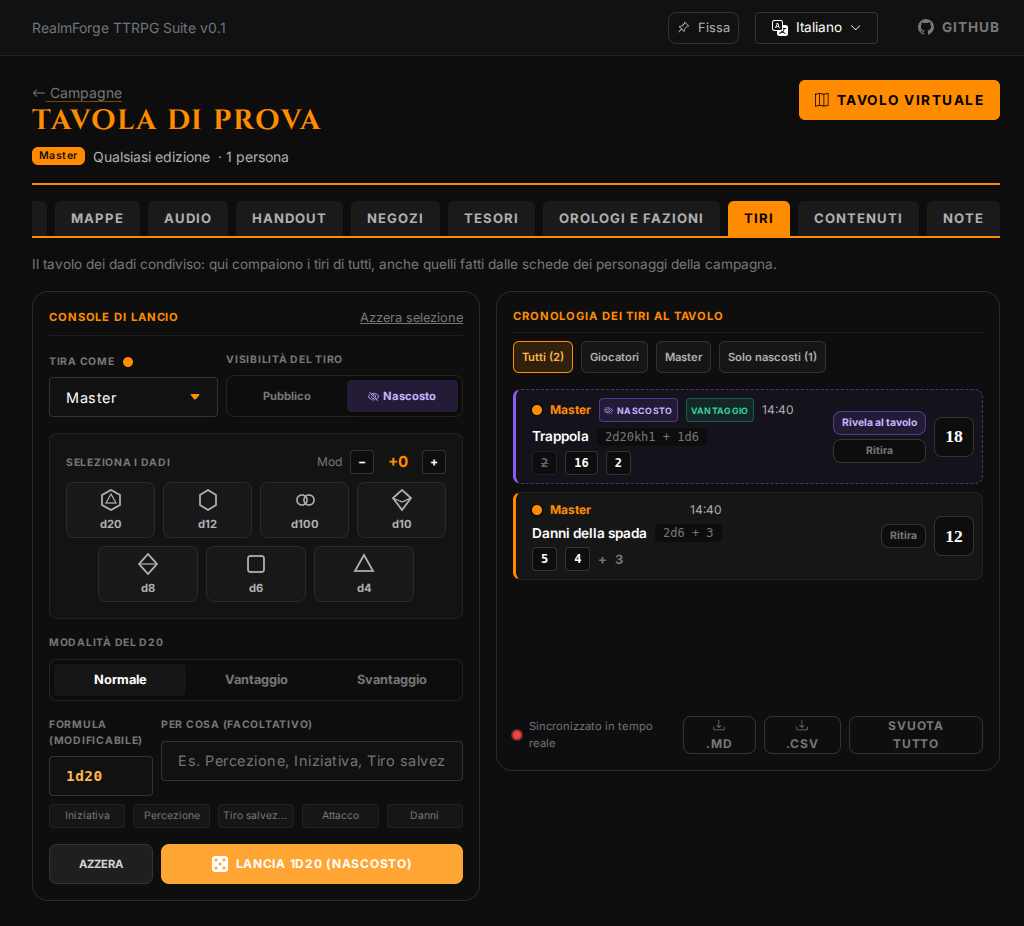 RealmForge TTRPG Suite v0.1
Fissa
Italiano
GITHUB
← Campagne
TAVOLA DI PROVA
TAVOLO VIRTUALE
Master Qualsiasi edizione · 1 persona
MAPPE AUDIO HANDOUT NEGOZI TESORI OROLOGI E FAZIONI TIRI CONTENUTI NOTE
Il tavolo dei dadi condiviso: qui compaiono i tiri di tutti, anche quelli fatti dalle schede dei personaggi della campagna.
CONSOLE DI LANCIO
Azzera selezione
TIRA COME
VISIBILITÀ DEL TIRO
Master
Pubblico
Nascosto
SELEZIONA I DADI
Mod − +0 +
d20 d12 d100 d10
d8 d6 d4
MODALITÀ DEL D20
Normale Vantaggio Svantaggio
FORMULA
(MODIFICABILE)
PER COSA (FACOLTATIVO)
1d20
Es. Percezione, Iniziativa, Tiro salvez
Iniziativa Percezione Tiro salvez... Attacco Danni
AZZERA
LANCIA 1D20 (NASCOSTO)
CRONOLOGIA DEI TIRI AL TAVOLO
Tutti (2) Giocatori Master Solo nascosti (1)
Master NASCOSTO VANTAGGIO 14:40
Trappola 2d20kh1 + 1d6
2 16 2
Rivela al tavolo
Ritira
18
Master 14:40
Danni della spada 2d6 + 3
5 4 + 3
Ritira
12
Sincronizzato in tempo
reale
.MD
.CSV
SVUOTA
TUTTO